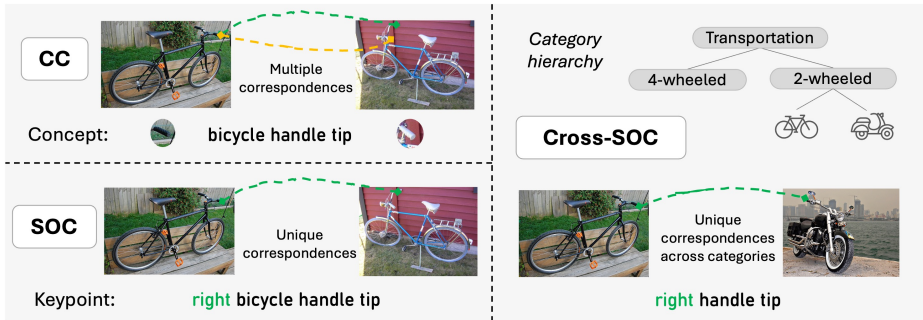 CC
Multiple
correspondences
Concept:
bicycle handle tip
SOC
Unique
correspondences
Keypoint:
right bicycle handle tip
Category
hierarchy
Transportation
4-wheeled
2-wheeled
Cross-SOC
Unique
correspondences
across categories
right handle tip